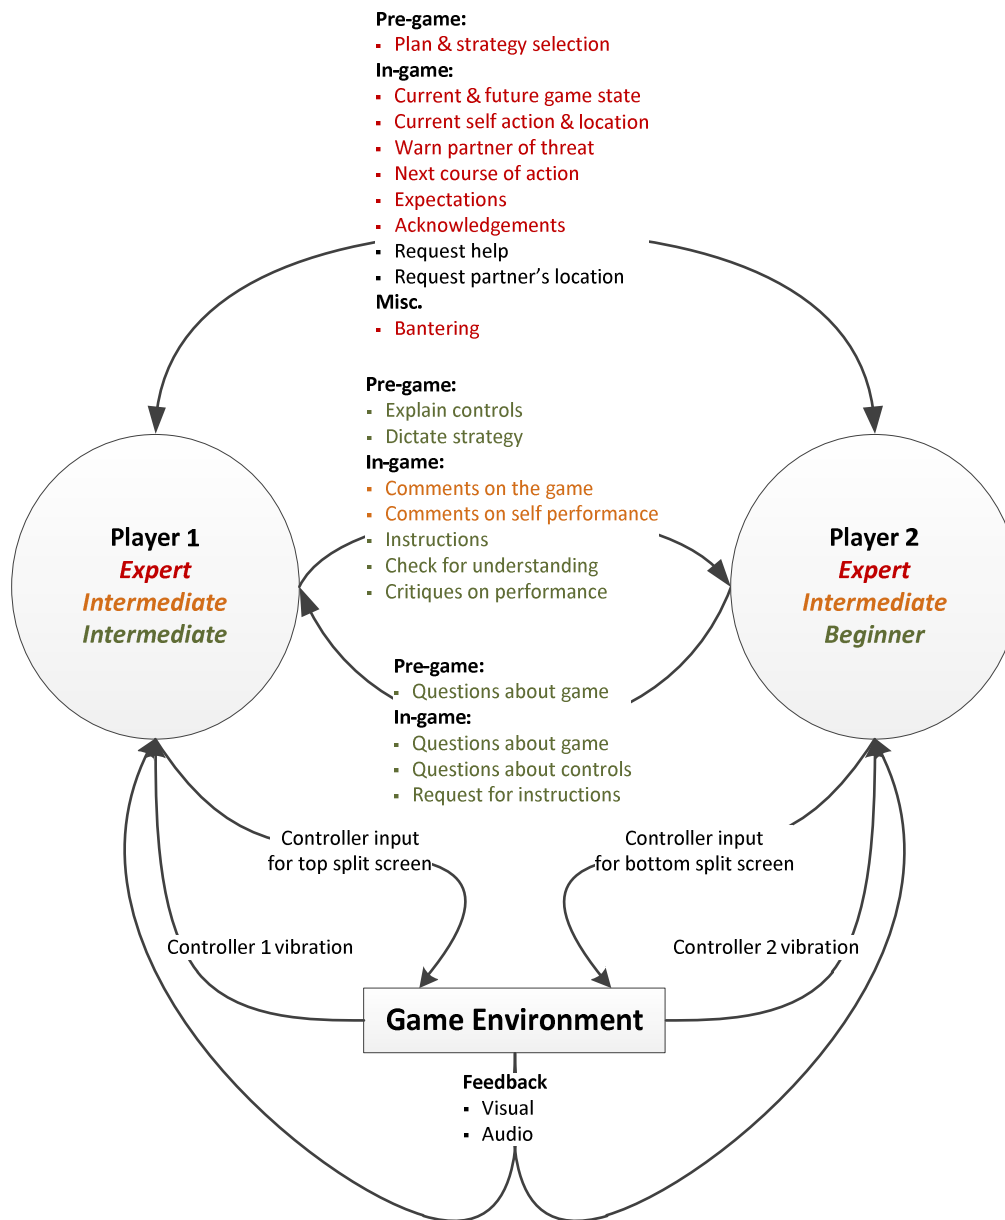 Pre-game:
▪ Plan & strategy selection
In-game:
▪ Current & future game state
▪ Current self action & location
▪ Warn partner of threat
▪ Next course of action
▪ Expectations
▪ Acknowledgements
▪ Request help
▪ Request partner's location
Misc.
▪ Bantering
Pre-game:
▪ Explain controls
▪ Dictate strategy
In-game:
▪ Comments on the game
▪ Comments on self performance
▪ Instructions
▪ Check for understanding
▪ Critiques on performance
Player 1
Expert
Intermediate
Intermediate
Player 2
Expert
Intermediate
Beginner
Pre-game:
▪ Questions about game
In-game:
▪ Questions about game
▪ Questions about controls
▪ Request for instructions
Controller input
for top split screen
Controller input
for bottom split screen
Controller 1 vibration
Controller 2 vibration
Game Environment
Feedback
▪ Visual
▪ Audio